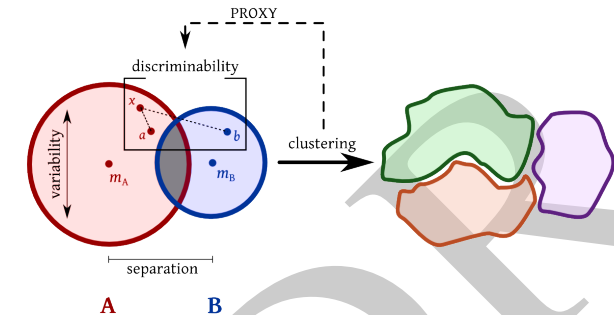 PROXY
discriminability
x
a
b
clustering
variability
m_A
m_B
separation
A
B